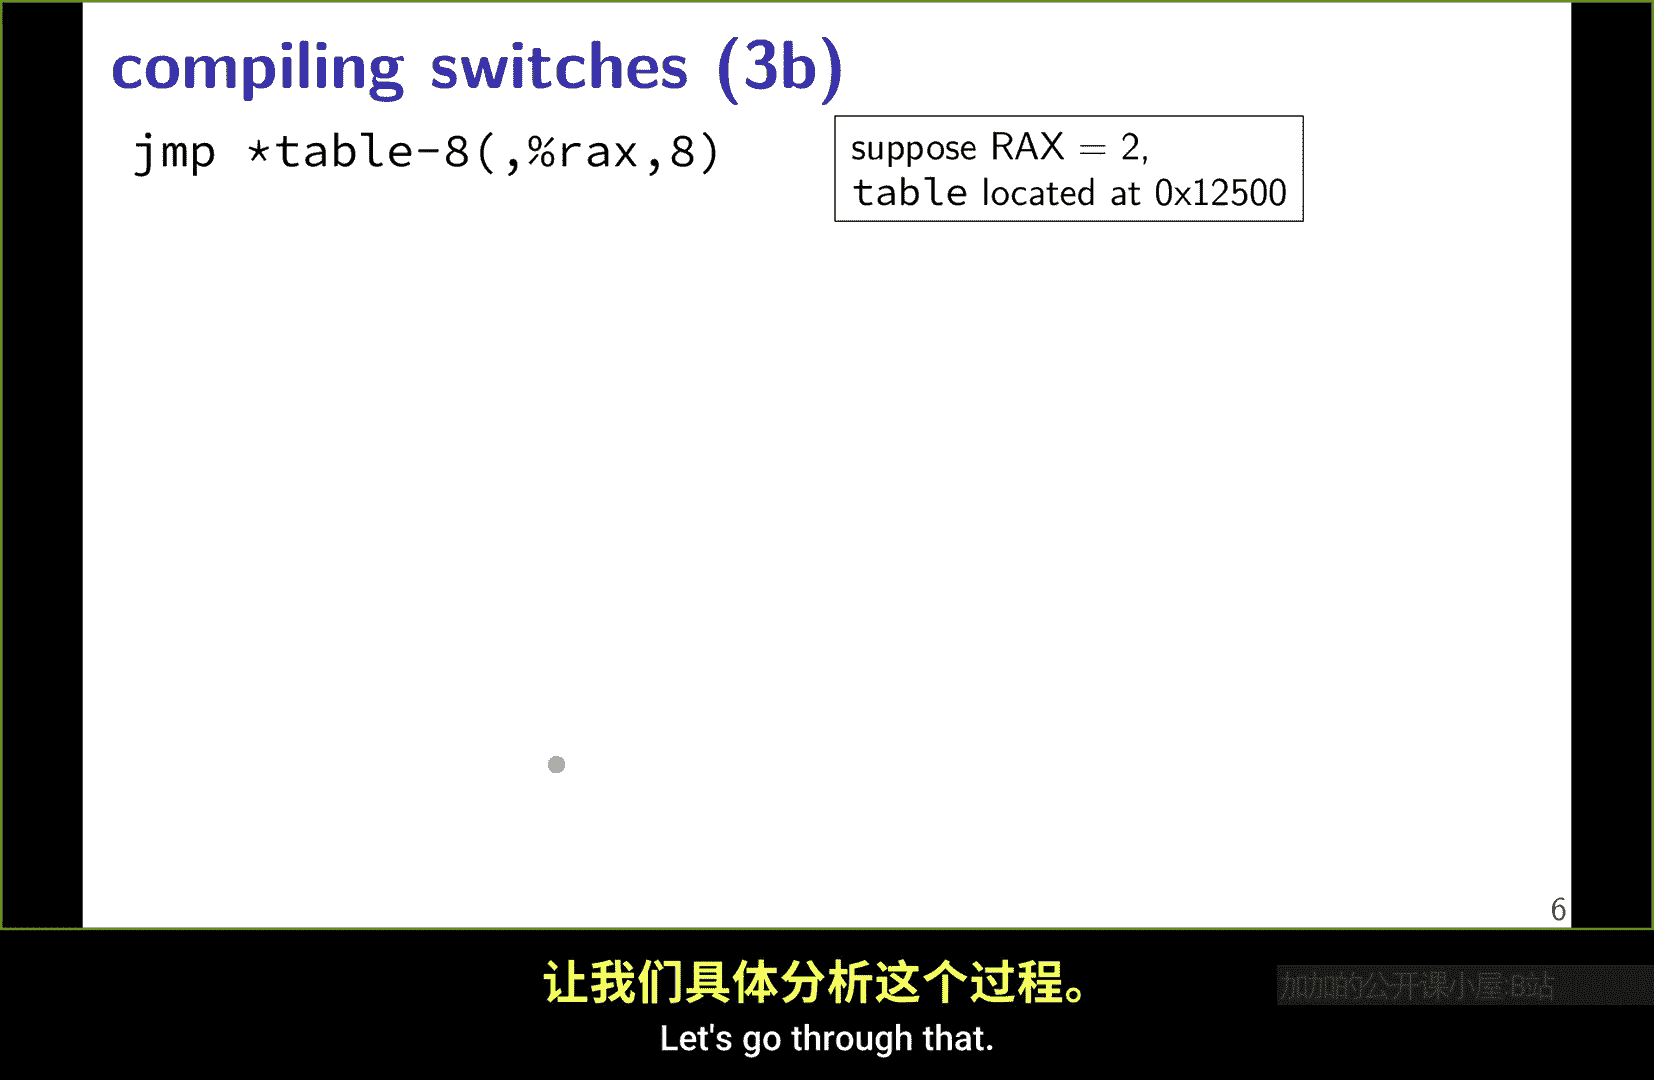 compiling switches (3b)
jmp *table-8(,%rax,8)
suppose RAX = 2,
table located at 0x12500
6
让我们具体分析这个过程。
加加的公开课小屋:B站
Let's go through that.